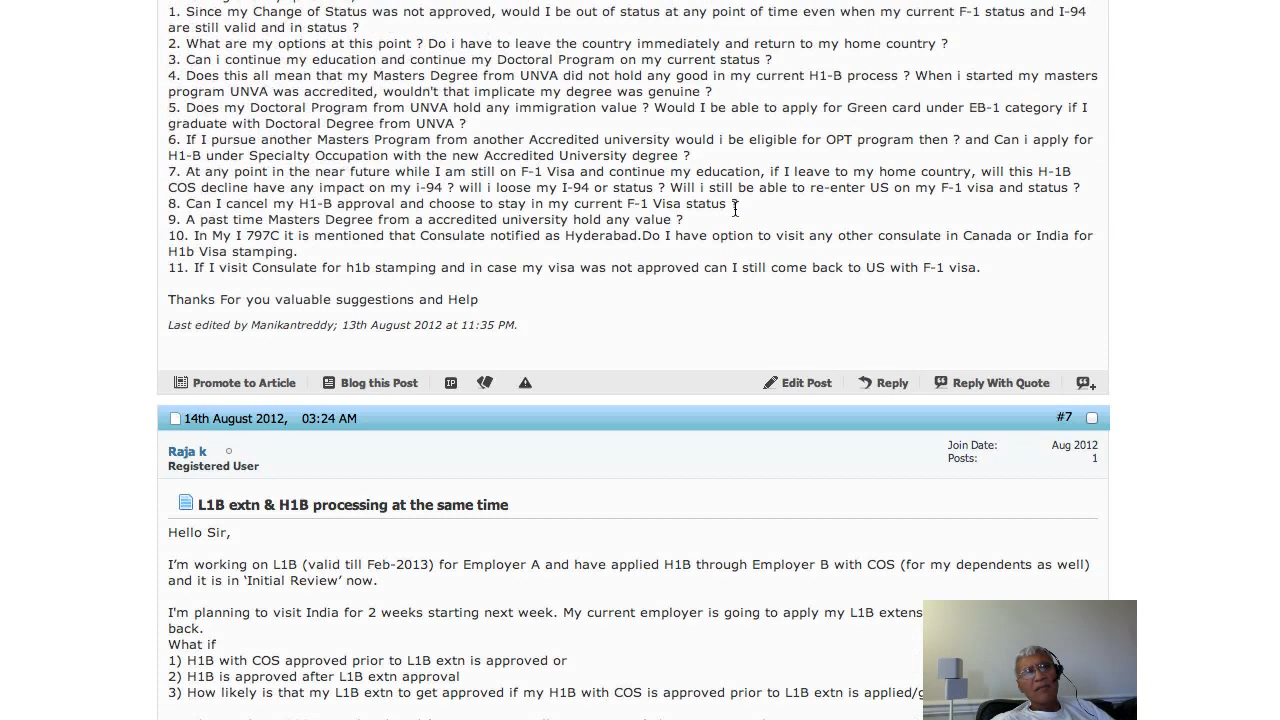 1. Since my Change of Status was not approved, would I be out of status at any point of time even when my current F-1 status and I-94
are still valid and in status ?
2. What are my options at this point ? Do i have to leave the country immediately and return to my home country ?
3. Can i continue my education and continue my Doctoral Program on my current status ?
4. Does this all mean that my Masters Degree from UNVA did not hold any good in my current H1-B process ? When i started my masters
program UNVA was accredited, wouldn't that implicate my degree was genuine ?
5. Does my Doctoral Program from UNVA hold any immigration value ? Would I be able to apply for Green card under EB-1 category if I
graduate with Doctoral Degree from UNVA ?
6. If I pursue another Masters Program from another Accredited university would i be eligible for OPT program then ? and Can i apply for
H1-B under Specialty Occupation with the new Accredited University degree ?
7. At any point in the near future while I am still on F-1 Visa and continue my education, if I leave to my home country, will this H-1B
COS decline have any impact on my i-94 ? will i loose my I-94 or status ? Will i still be able to re-enter US on my F-1 visa and status ?
8. Can I cancel my H1-B approval and choose to stay in my current F-1 Visa status ?
9. A past time Masters Degree from a accredited university hold any value ?
10. In My I 797C it is mentioned that Consulate notified as Hyderabad.Do I have option to visit any other consulate in Canada or India for
H1b Visa stamping.
11. If I visit Consulate for h1b stamping and in case my visa was not approved can I still come back to US with F-1 visa.
Thanks For you valuable suggestions and Help
Last edited by Manikantreddy; 13th August 2012 at 11:35 PM.
Promote to Article Blog this Post IP Edit Post Reply Reply With Quote
14th August 2012, 03:24 AM #7
Raja k Join Date: Aug 2012
Registered User Posts: 1
L1B extn & H1B processing at the same time
Hello Sir,
I'm working on L1B (valid till Feb-2013) for Employer A and have applied H1B through Employer B with COS (for my dependents as well)
and it is in 'Initial Review' now.
I'm planning to visit India for 2 weeks starting next week. My current employer is going to apply my L1B
back.
What if
1) H1B with COS approved prior to L1B extn is approved or
2) H1B is approved after L1B extn approval
3) How likely is that my L1B extn to get approved if my H1B with COS is approved prior to L1B extn is